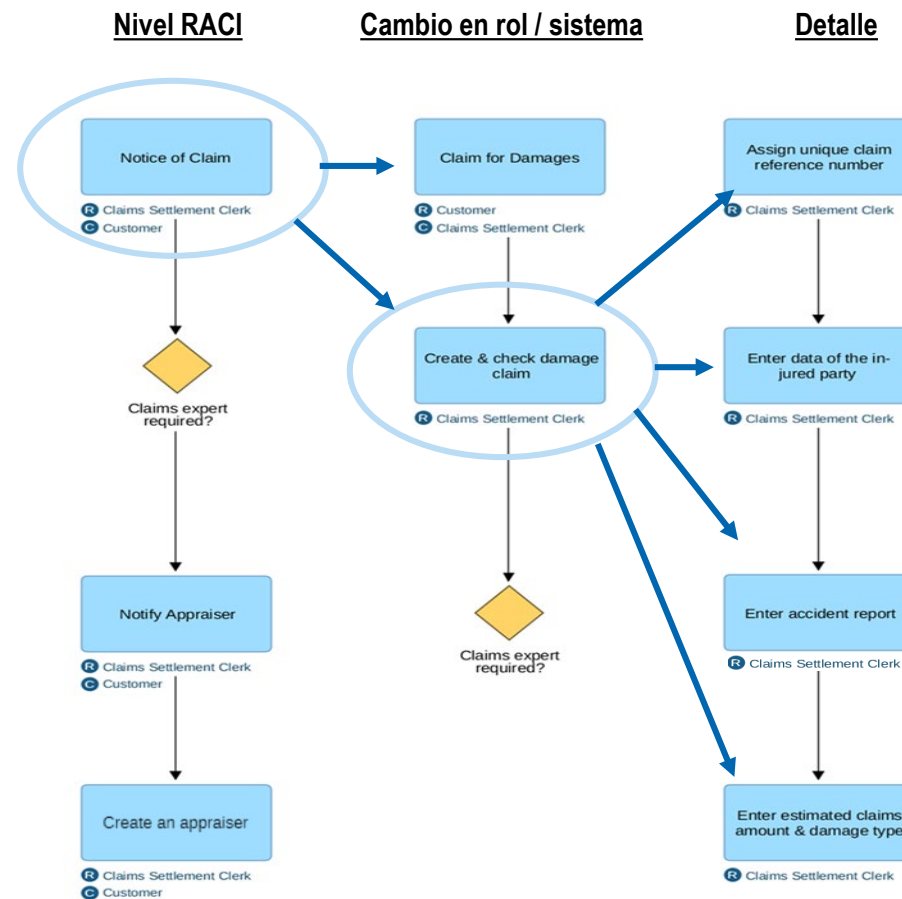 Nivel RACI
Cambio en rol / sistema
Detalle
Notice of Claim
R Claims Settlement Clerk
C Customer
Claims expert
required?
Notify Appraiser
R Claims Settlement Clerk
C Customer
Create an appraiser
R Claims Settlement Clerk
C Customer
Claim for Damages
R Customer
C Claims Settlement Clerk
Create & check damage
claim
R Claims Settlement Clerk
Claims expert
required?
Assign unique claim
reference number
R Claims Settlement Clerk
Enter data of the in-
jured party
R Claims Settlement Clerk
Enter accident report
R Claims Settlement Clerk
Enter estimated claims
amount & damage type
R Claims Settlement Clerk